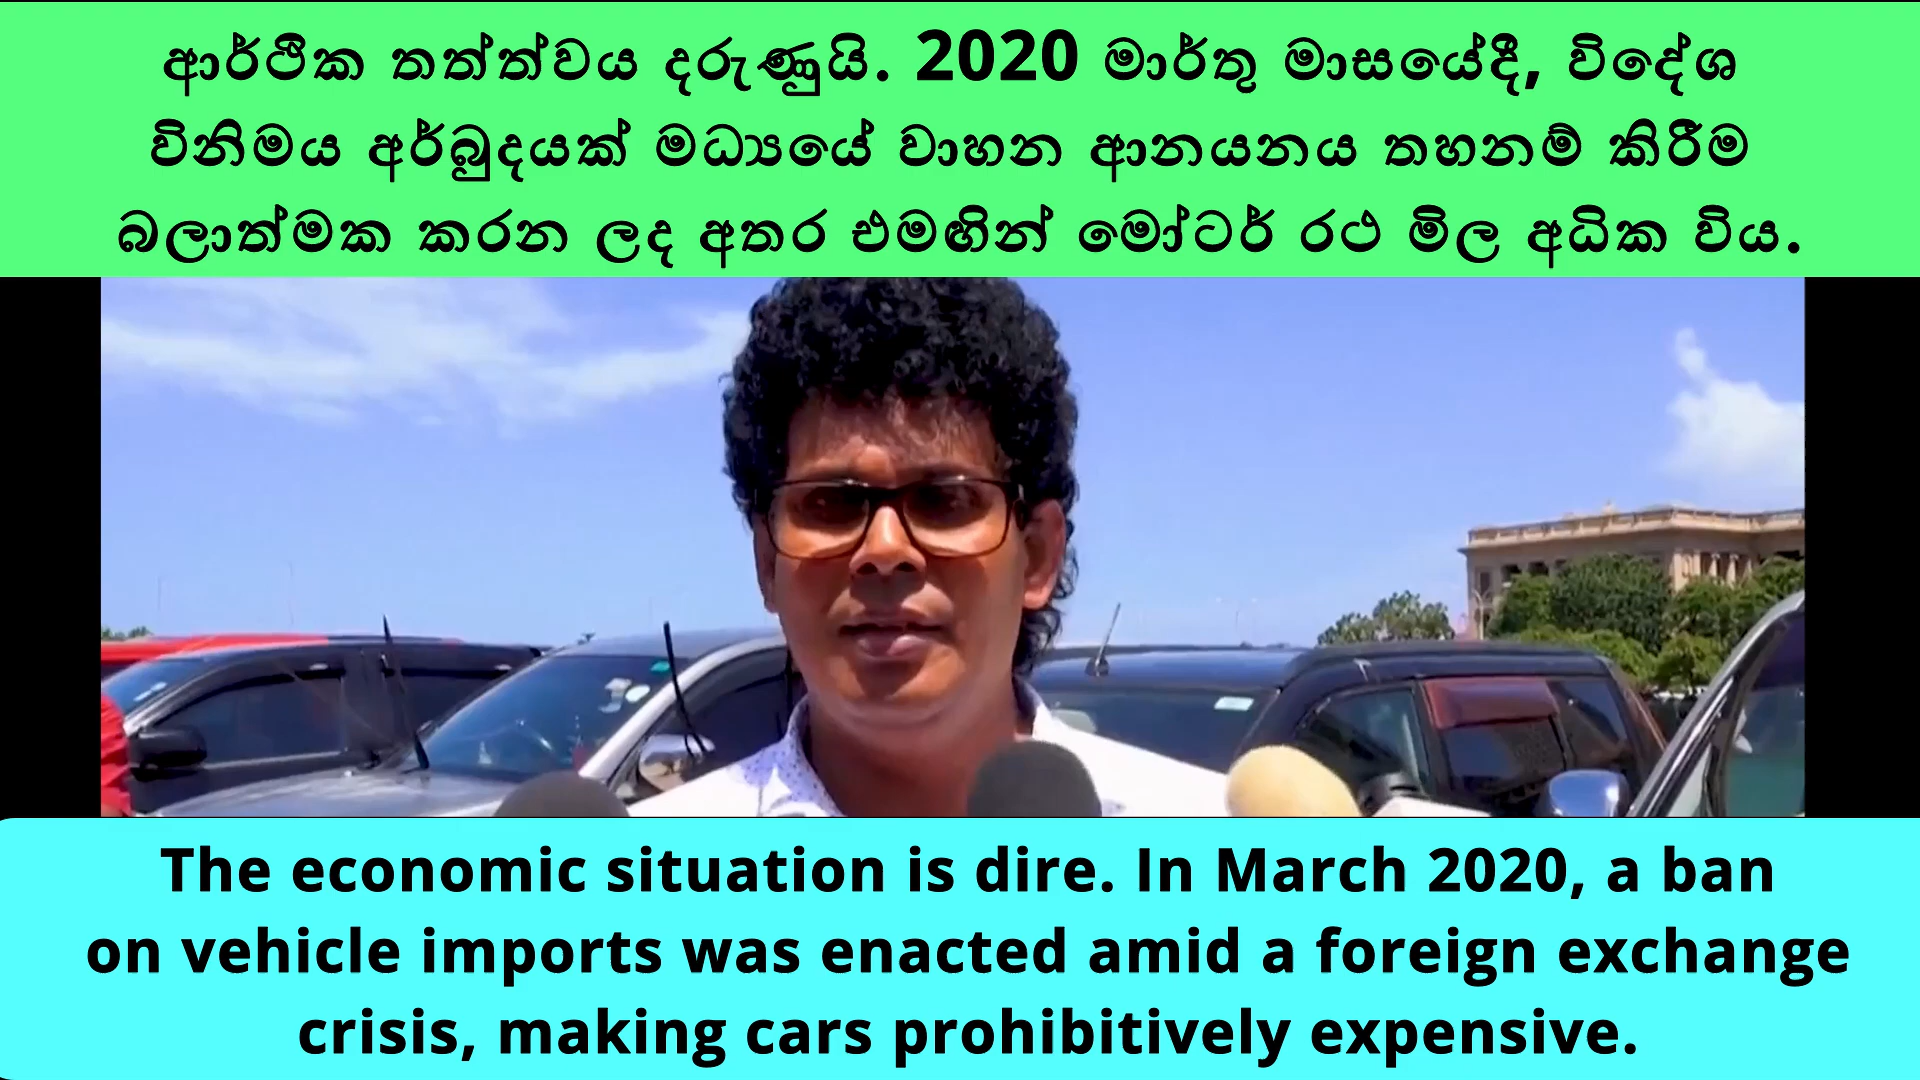 ආර්ථික තත්ත්වය දරුණුයි. 2020 මාර්තු මාසයේදී, විදේශ
විනිමය අර්බුදයක් මධ්‍යයේ වාහන ආනයනය තහනම් කිරීම
බලාත්මක කරන ලද අතර එමඟින් මෝටර් රථ මිල අධික විය.
The economic situation is dire. In March 2020, a ban
on vehicle imports was enacted amid a foreign exchange
crisis, making cars prohibitively expensive.